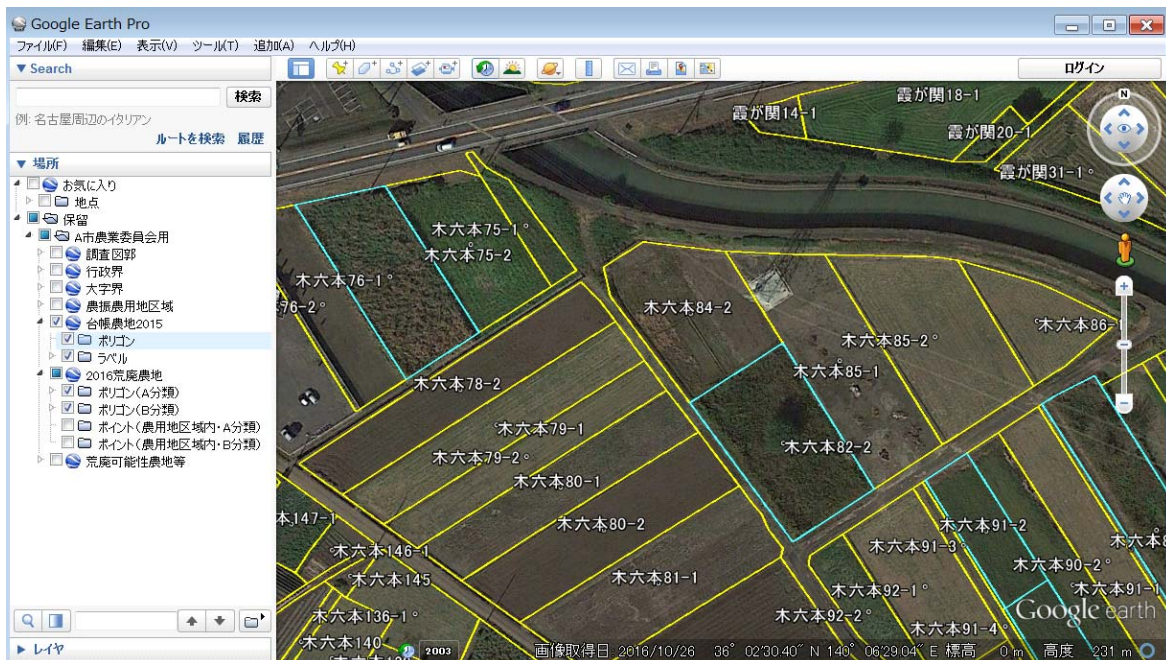 Google Earth Pro
ファイル(F) 編集(E) 表示(V) ツール(T) 追加(A) ヘルプ(H)
▼ Search
検索
例: 名古屋周辺のイタリアン
ルートを検索 履歴
▼ 場所
お気に入り
地点
保留
A市農業委員会用
調査図郭
行政界
大字界
農振農用地区域
台帳農地2015
ポリゴン
ラベル
2016荒廃農地
ポリゴン(A分類)
ポリゴン(B分類)
ポイント(農用地区域内・A分類)
ポイント(農用地区域内・B分類)
荒廃可能性農地等
▶ レイヤ
ログイン
N
霞が関18-1
霞が関14-1
霞が関20-1
霞が関31-1
木六本75-1
木六本75-2
木六本76-1
76-2
木六本84-2
木六本86-1
木六本85-2
木六本85-1
木六本78-2
木六本79-1
木六本82-2
木六本79-2
木六本80-1
木147-1
木六本80-2
木六本91-2
木六本91-3
木六本146-1
木六本90-2
木六本145
木六本81-1
木六本92-1
木六本91-1
木六本136-1
木六本92-2
木六本91-4
木六本140
Google earth
2003
画像取得日 2016/10/26 36° 02'30.40" N 140° 06'29.04" E 標高 0 m 高度 231 m